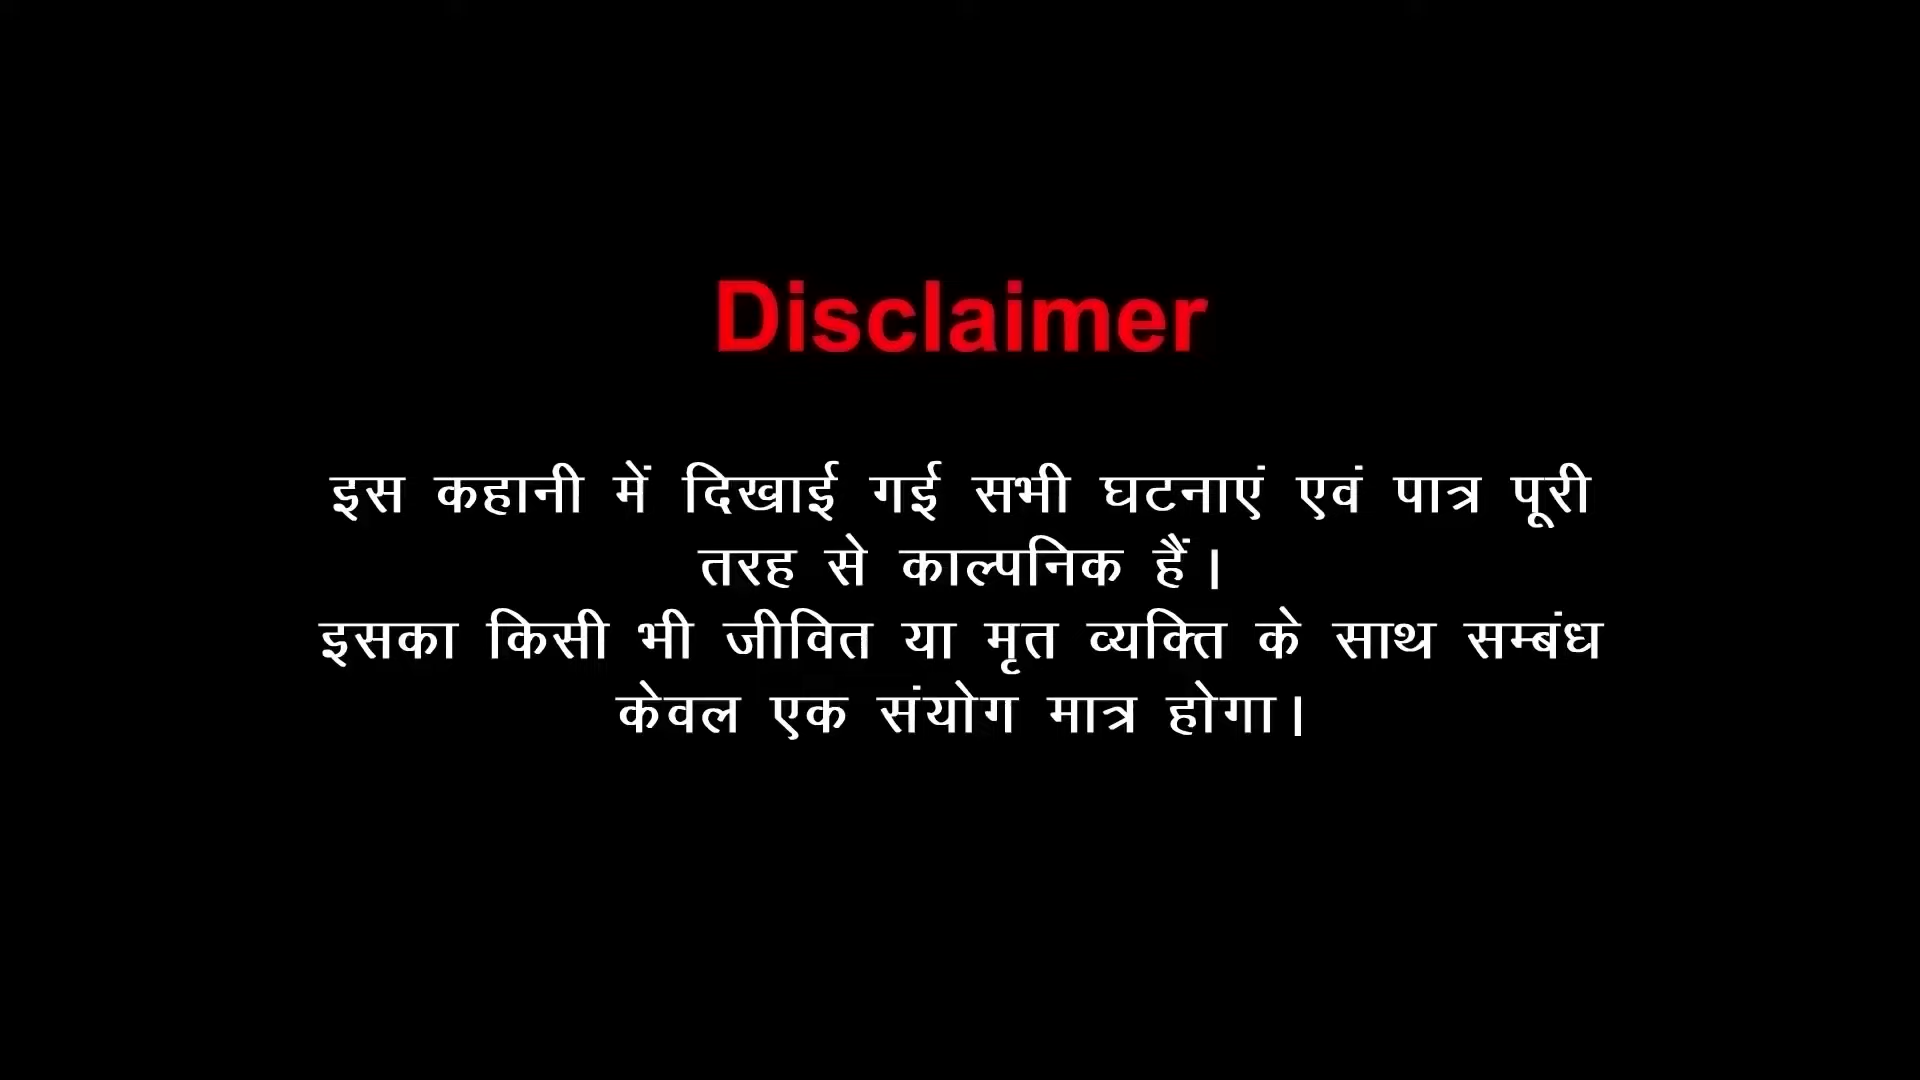 Disclaimer
इस कहानी में दिखाई गई सभी घटनाएं एवं पात्र पूरी
तरह से काल्पनिक हैं।
इसका किसी भी जीवित या मृत व्यक्ति के साथ सम्बंध
केवल एक संयोग मात्र होगा।